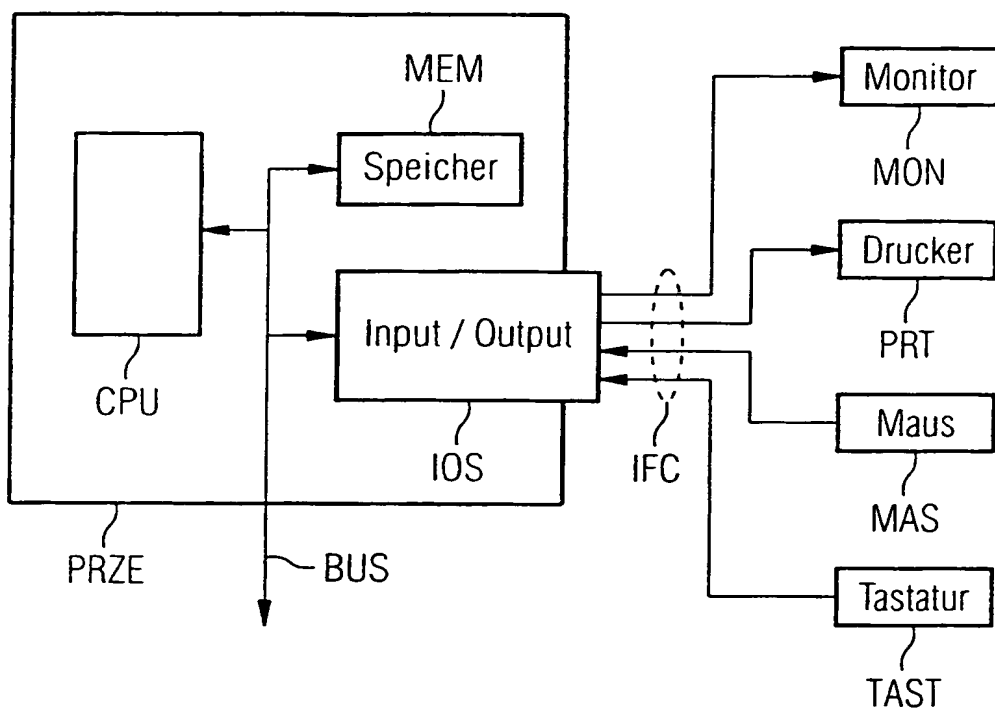 MEM
Speicher
CPU
Input / Output
IOS
PRZE
BUS
IFC
Monitor
MON
Drucker
PRT
Maus
MAS
Tastatur
TAST